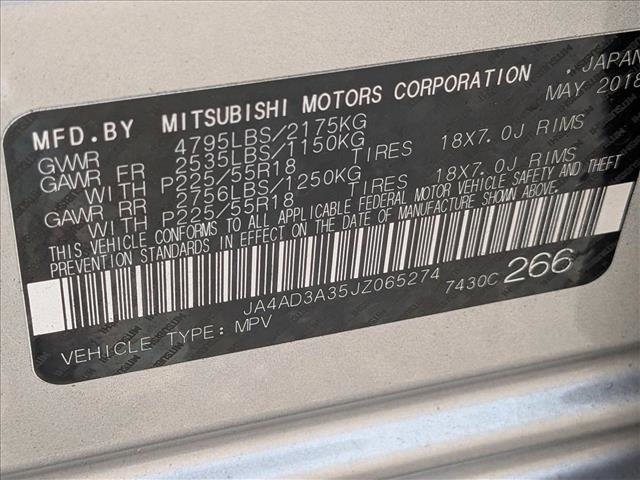 MFD.BY MITSUBISHI MOTORS CORPORATION . JAPAN
MAY 2018
GVWR 4795LBS/2175KG
GAWR FR 2535LBS/1150KG
WITH P225/55R18 TIRES 18X7.0J RIMS
GAWR RR 2756LBS/1250KG
WITH P225/55R18 TIRES 18X7.0J RIMS
THIS VEHICLE CONFORMS TO ALL APPLICABLE FEDERAL MOTOR VEHICLE SAFETY AND THEFT
PREVENTION STANDARDS IN EFFECT ON THE DATE OF MANUFACTURE SHOWN ABOVE.
JA4AD3A35JZ065274 7430C 266
VEHICLE TYPE: MPV